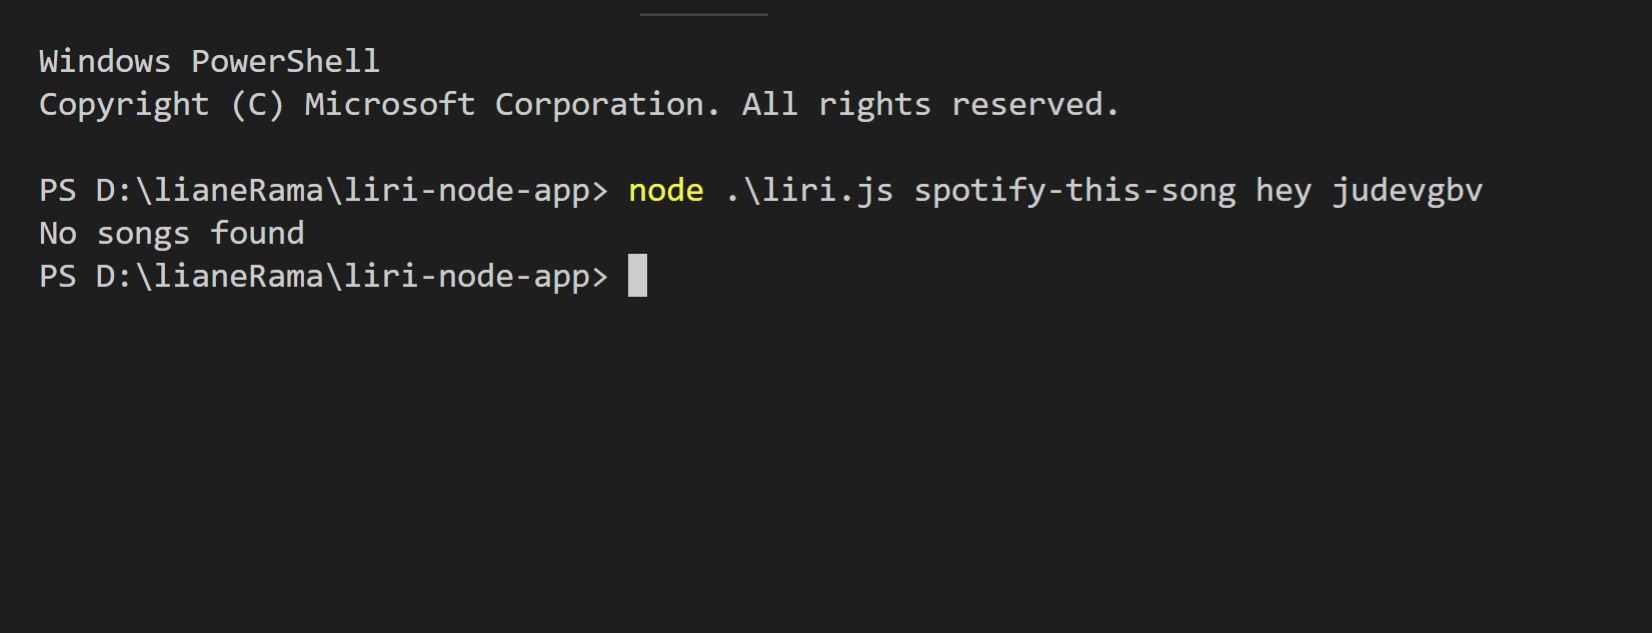 Windows PowerShell
Copyright (C) Microsoft Corporation. All rights reserved.
PS D:\lianeRama\liri-node-app> node .\liri.js spotify-this-song hey judevgbv
No songs found
PS D:\lianeRama\liri-node-app>